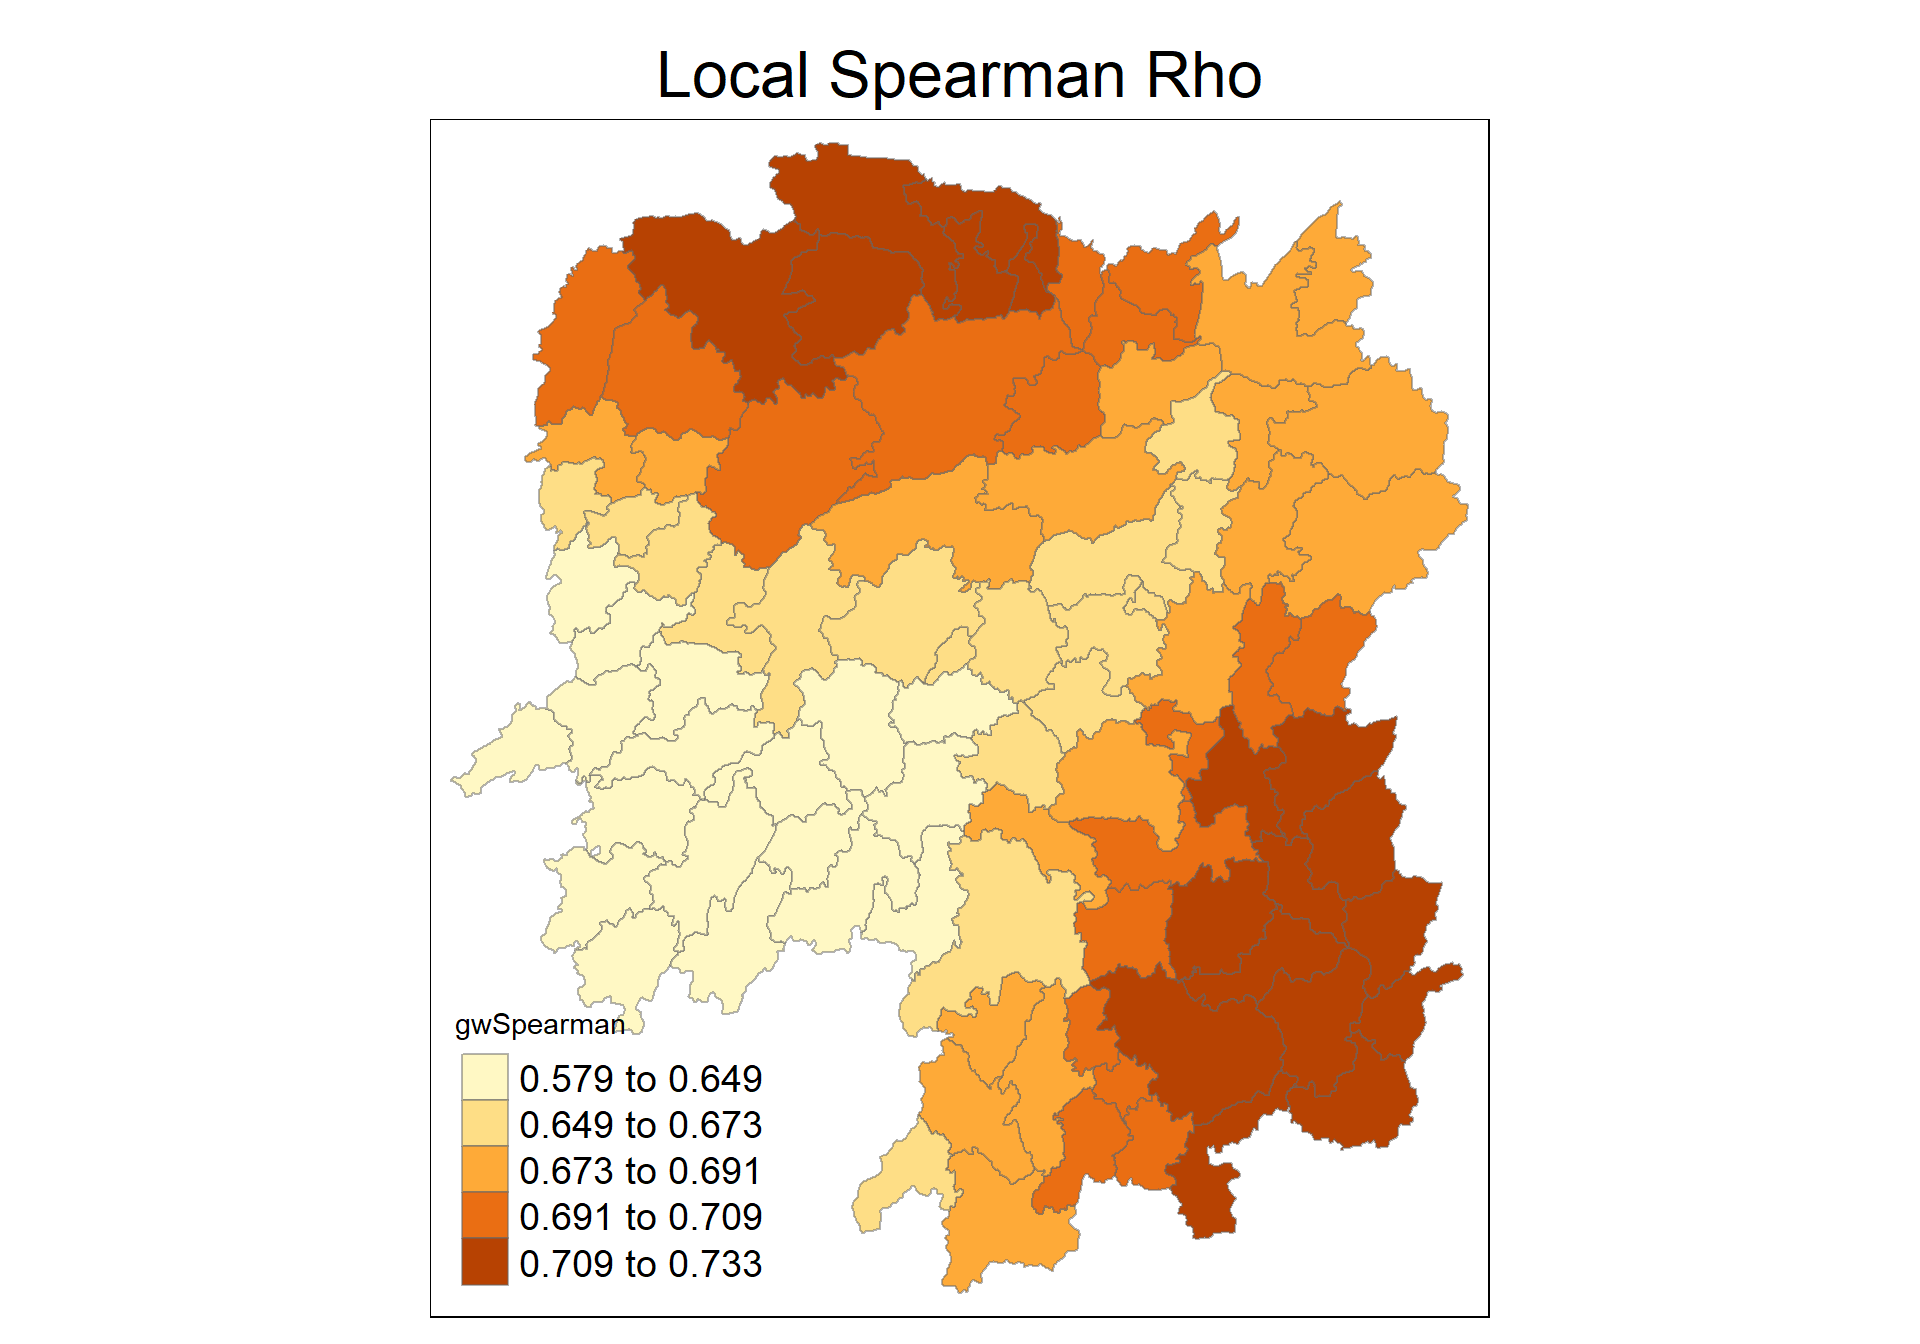 Local Spearman Rho
gwSpearman
0.579 to 0.649
0.649 to 0.673
0.673 to 0.691
0.691 to 0.709
0.709 to 0.733